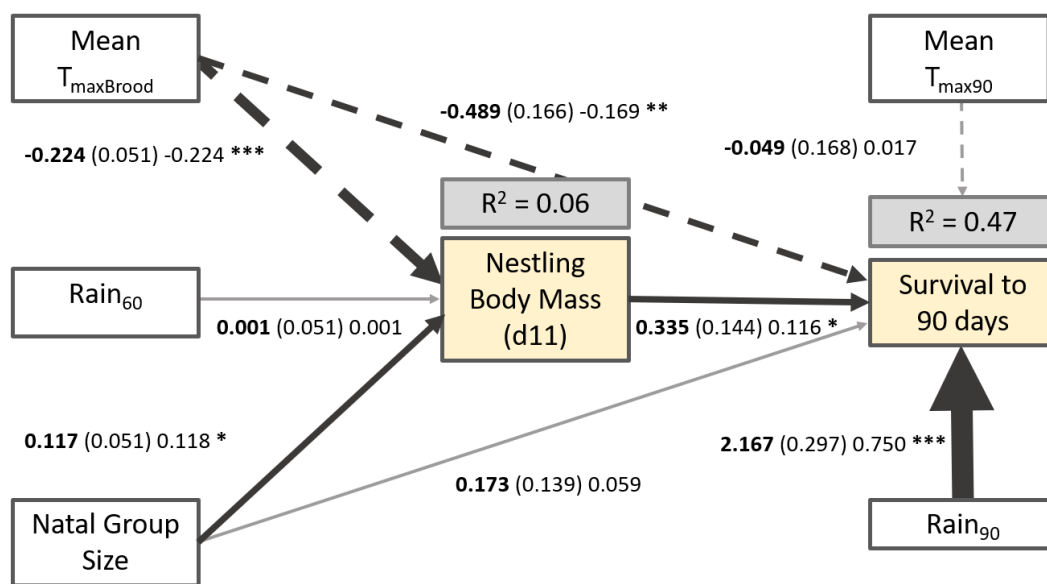 Mean
TmaxBrood
Mean
Tmax90
-0.489 (0.166) -0.169 **
-0.224 (0.051) -0.224 ***
-0.049 (0.168) 0.017
R² = 0.06
R² = 0.47
Rain60
Nestling
Body Mass
(d11)
Survival to
90 days
0.001 (0.051) 0.001
0.335 (0.144) 0.116 *
0.117 (0.051) 0.118 *
2.167 (0.297) 0.750 ***
0.173 (0.139) 0.059
Natal Group
Size
Rain90